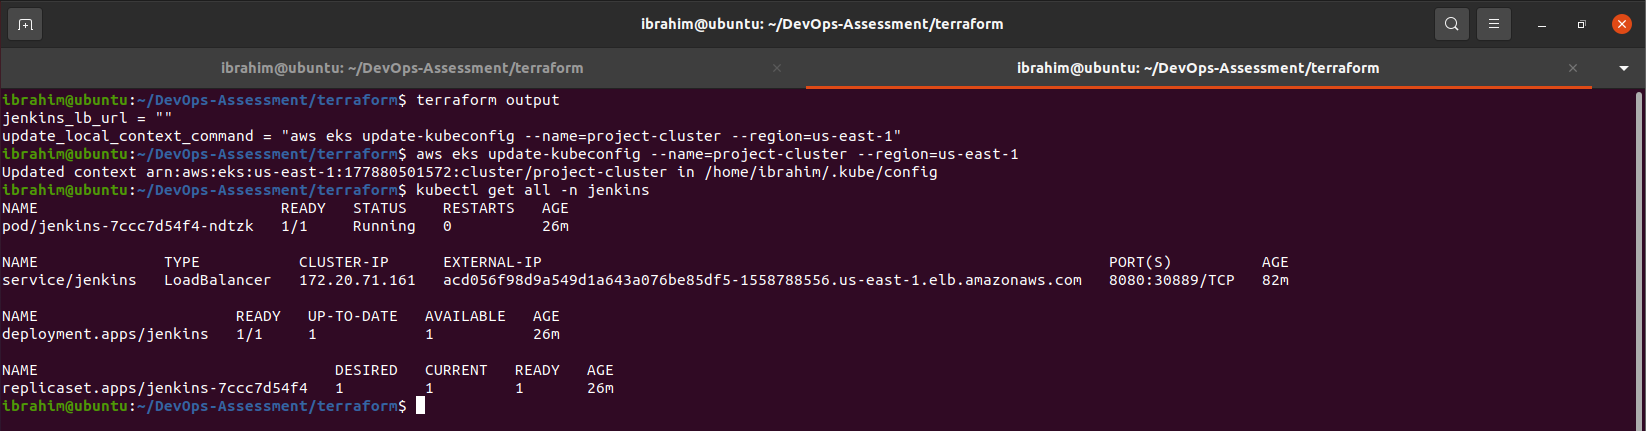 ibrahim@ubuntu: ~/DevOps-Assessment/terraform
ibrahim@ubuntu: ~/DevOps-Assessment/terraform ibrahim@ubuntu: ~/DevOps-Assessment/terraform
ibrahim@ubuntu:~/DevOps-Assessment/terraform$ terraform output
jenkins_lb_url = ""
update_local_context_command = "aws eks update-kubeconfig --name=project-cluster --region=us-east-1"
ibrahim@ubuntu:~/DevOps-Assessment/terraform$ aws eks update-kubeconfig --name=project-cluster --region=us-east-1
Updated context arn:aws:eks:us-east-1:177880501572:cluster/project-cluster in /home/ibrahim/.kube/config
ibrahim@ubuntu:~/DevOps-Assessment/terraform$ kubectl get all -n jenkins
NAME READY STATUS RESTARTS AGE
pod/jenkins-7ccc7d54f4-ndtzk 1/1 Running 0 26m
NAME TYPE CLUSTER-IP EXTERNAL-IP PORT(S) AGE
service/jenkins LoadBalancer 172.20.71.161 acd056f98d9a549d1a643a076be85df5-1558788556.us-east-1.elb.amazonaws.com 8080:30889/TCP 82m
NAME READY UP-TO-DATE AVAILABLE AGE
deployment.apps/jenkins 1/1 1 1 26m
NAME DESIRED CURRENT READY AGE
replicaset.apps/jenkins-7ccc7d54f4 1 1 1 26m
ibrahim@ubuntu:~/DevOps-Assessment/terraform$